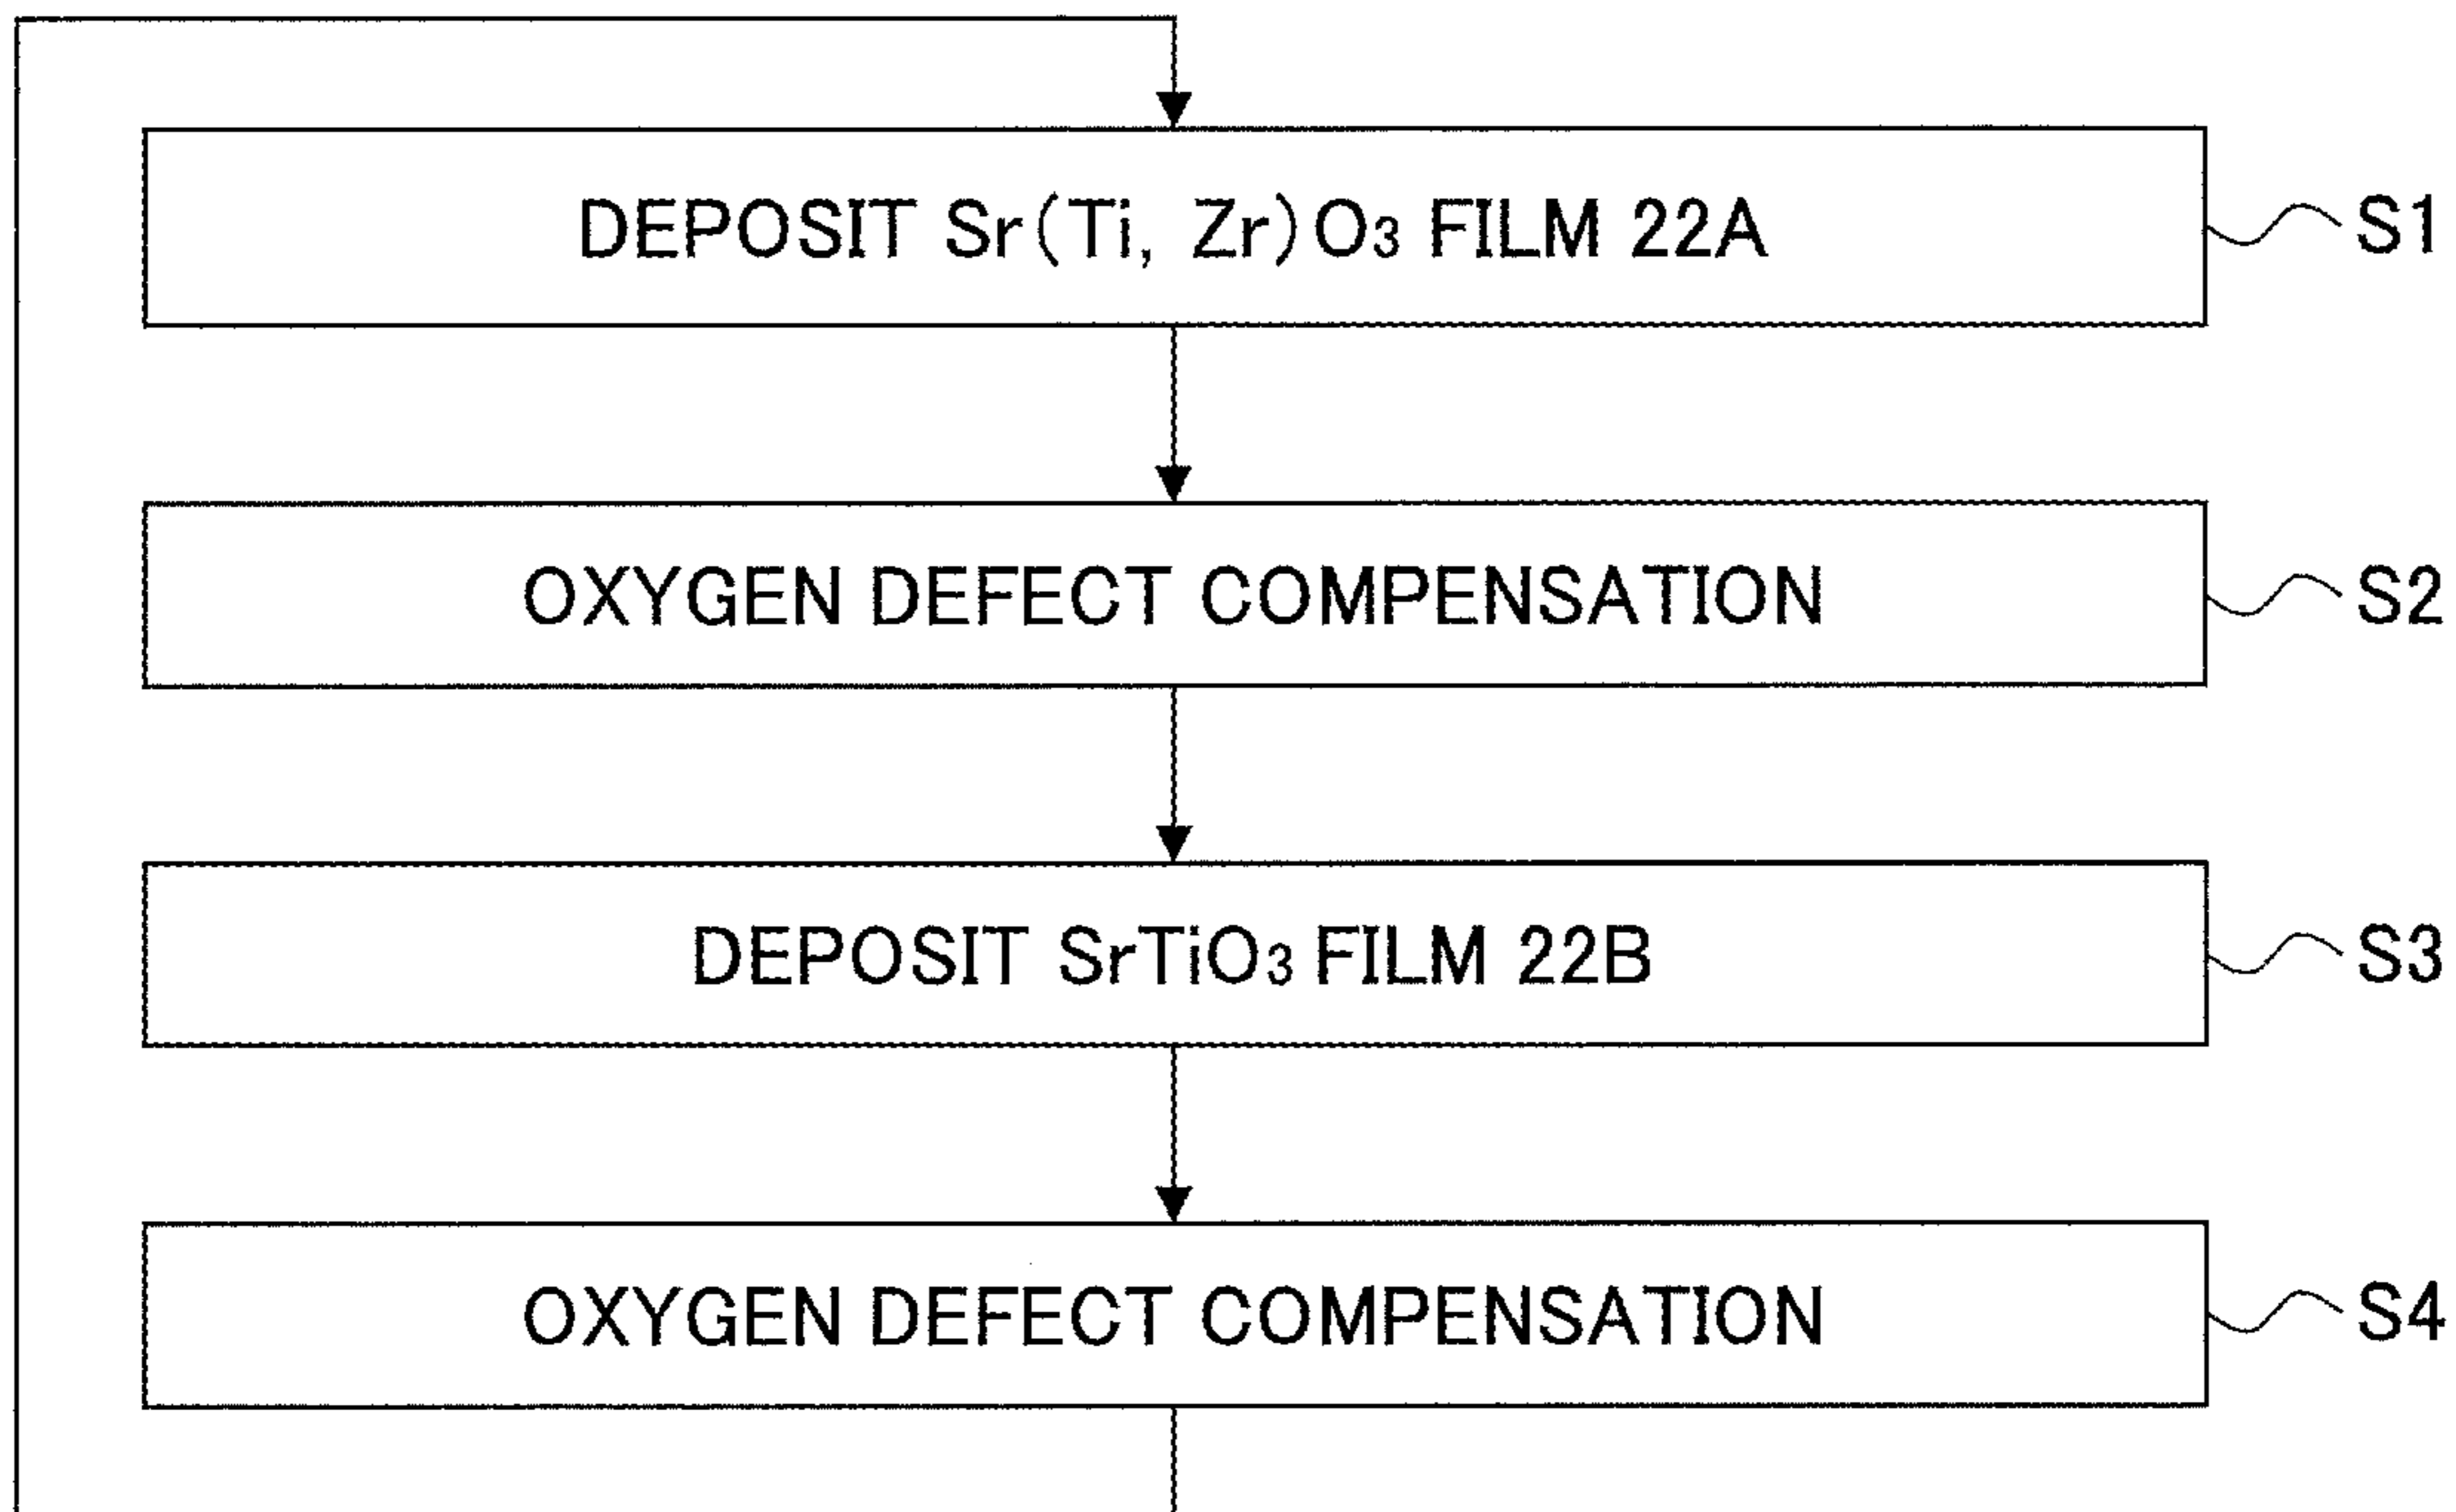 DEPOSIT Sr(Ti, Zr)O₃ FILM 22A S1
OXYGEN DEFECT COMPENSATION S2
DEPOSIT SrTiO₃ FILM 22B S3
OXYGEN DEFECT COMPENSATION S4